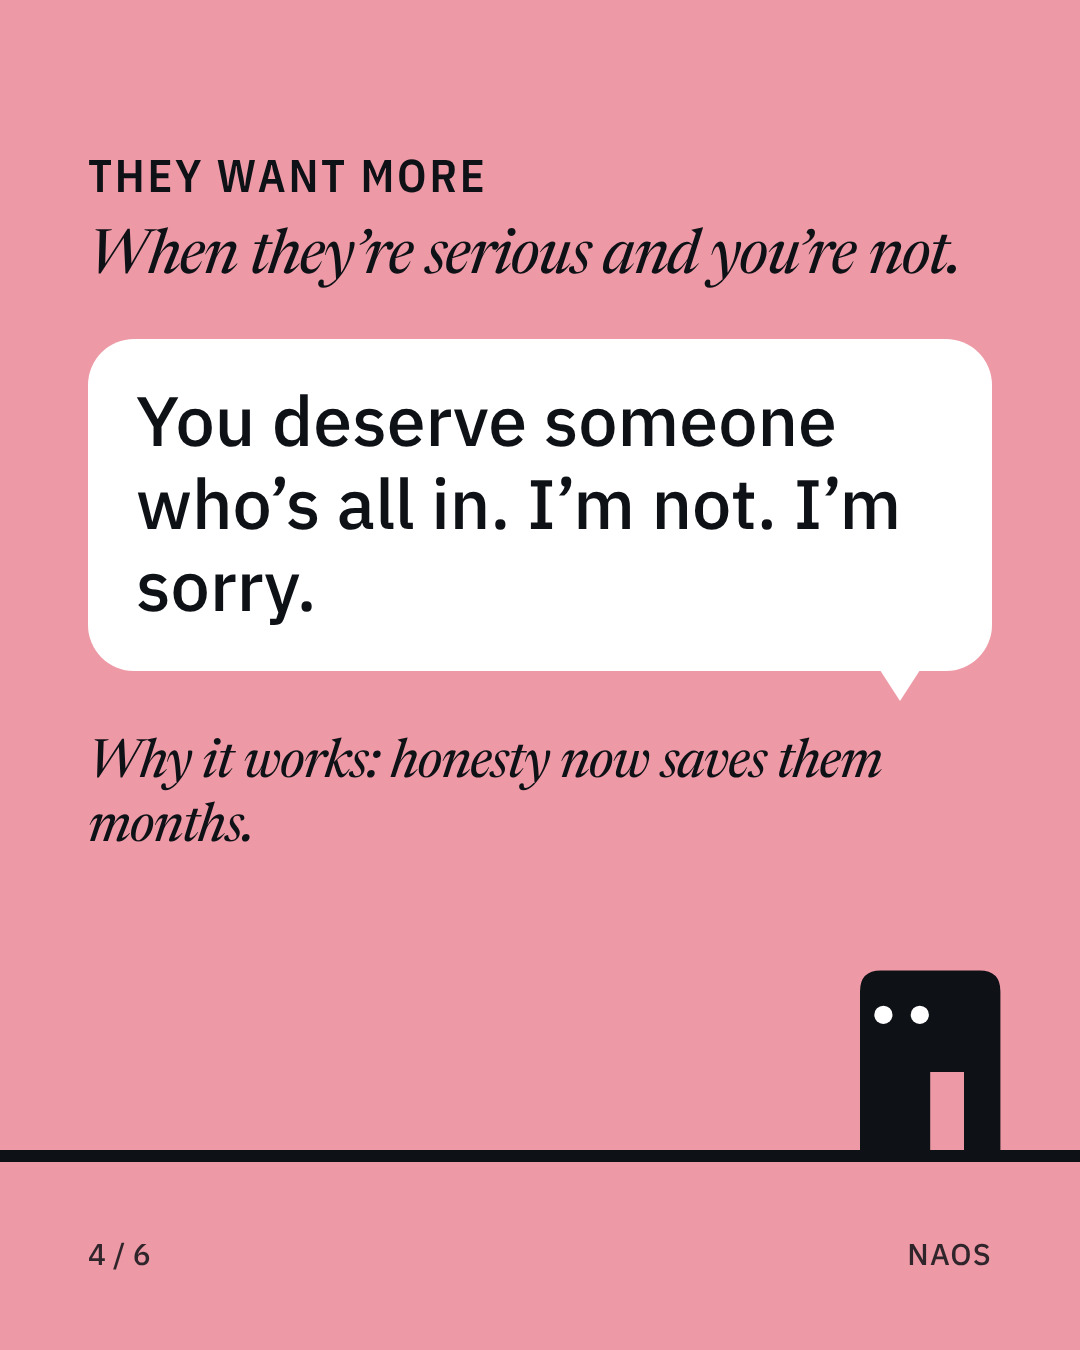 THEY WANT MORE
When they’re serious and you’re not.
You deserve someone
who’s all in. I’m not. I’m
sorry.
Why it works: honesty now saves them
months.
4 / 6
NAOS